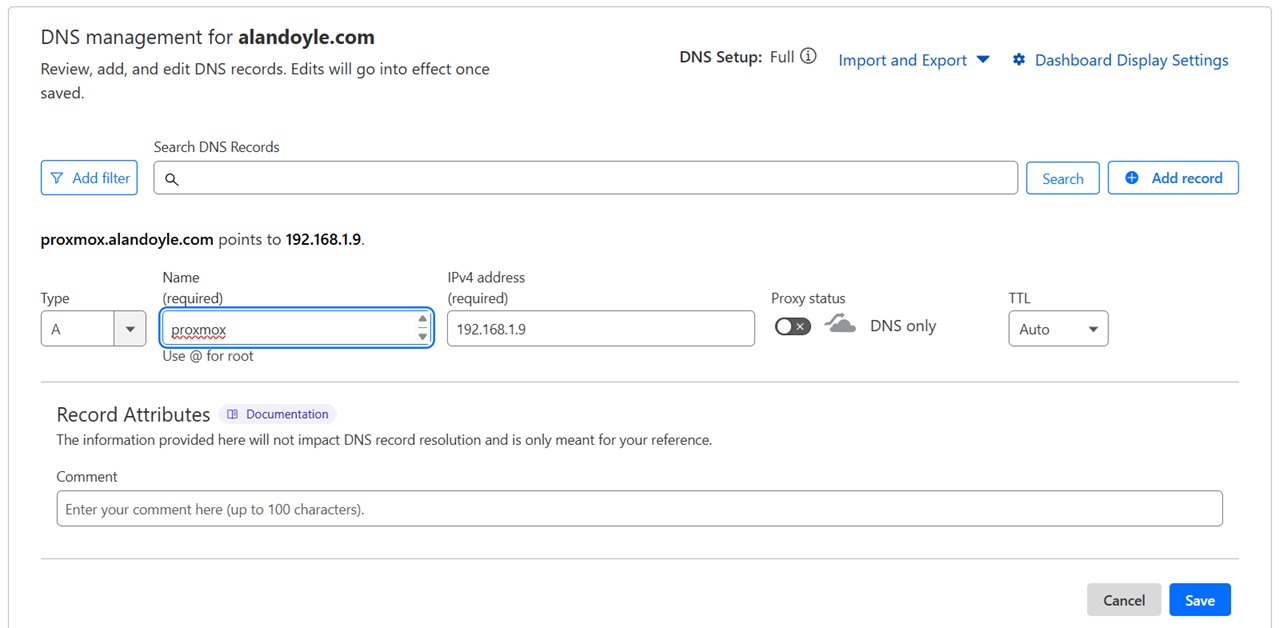 DNS management for alandoyle.com
Review, add, and edit DNS records. Edits will go into effect once
saved.
DNS Setup: Full
Import and Export
Dashboard Display Settings
Search DNS Records
Add filter
Search
Add record
proxmox.alandoyle.com points to 192.168.1.9.
Type
A
Name
(required)
proxmox
Use @ for root
IPv4 address
(required)
192.168.1.9
Proxy status
DNS only
TTL
Auto
Record Attributes
Documentation
The information provided here will not impact DNS record resolution and is only meant for your reference.
Comment
Enter your comment here (up to 100 characters).
Cancel
Save